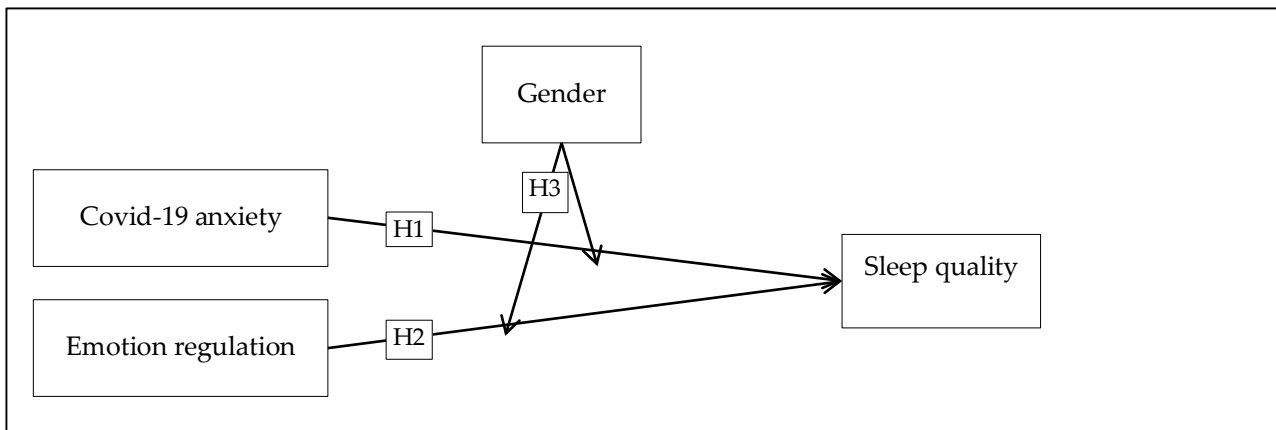 Gender
H3
Covid-19 anxiety
H1
Sleep quality
Emotion regulation
H2